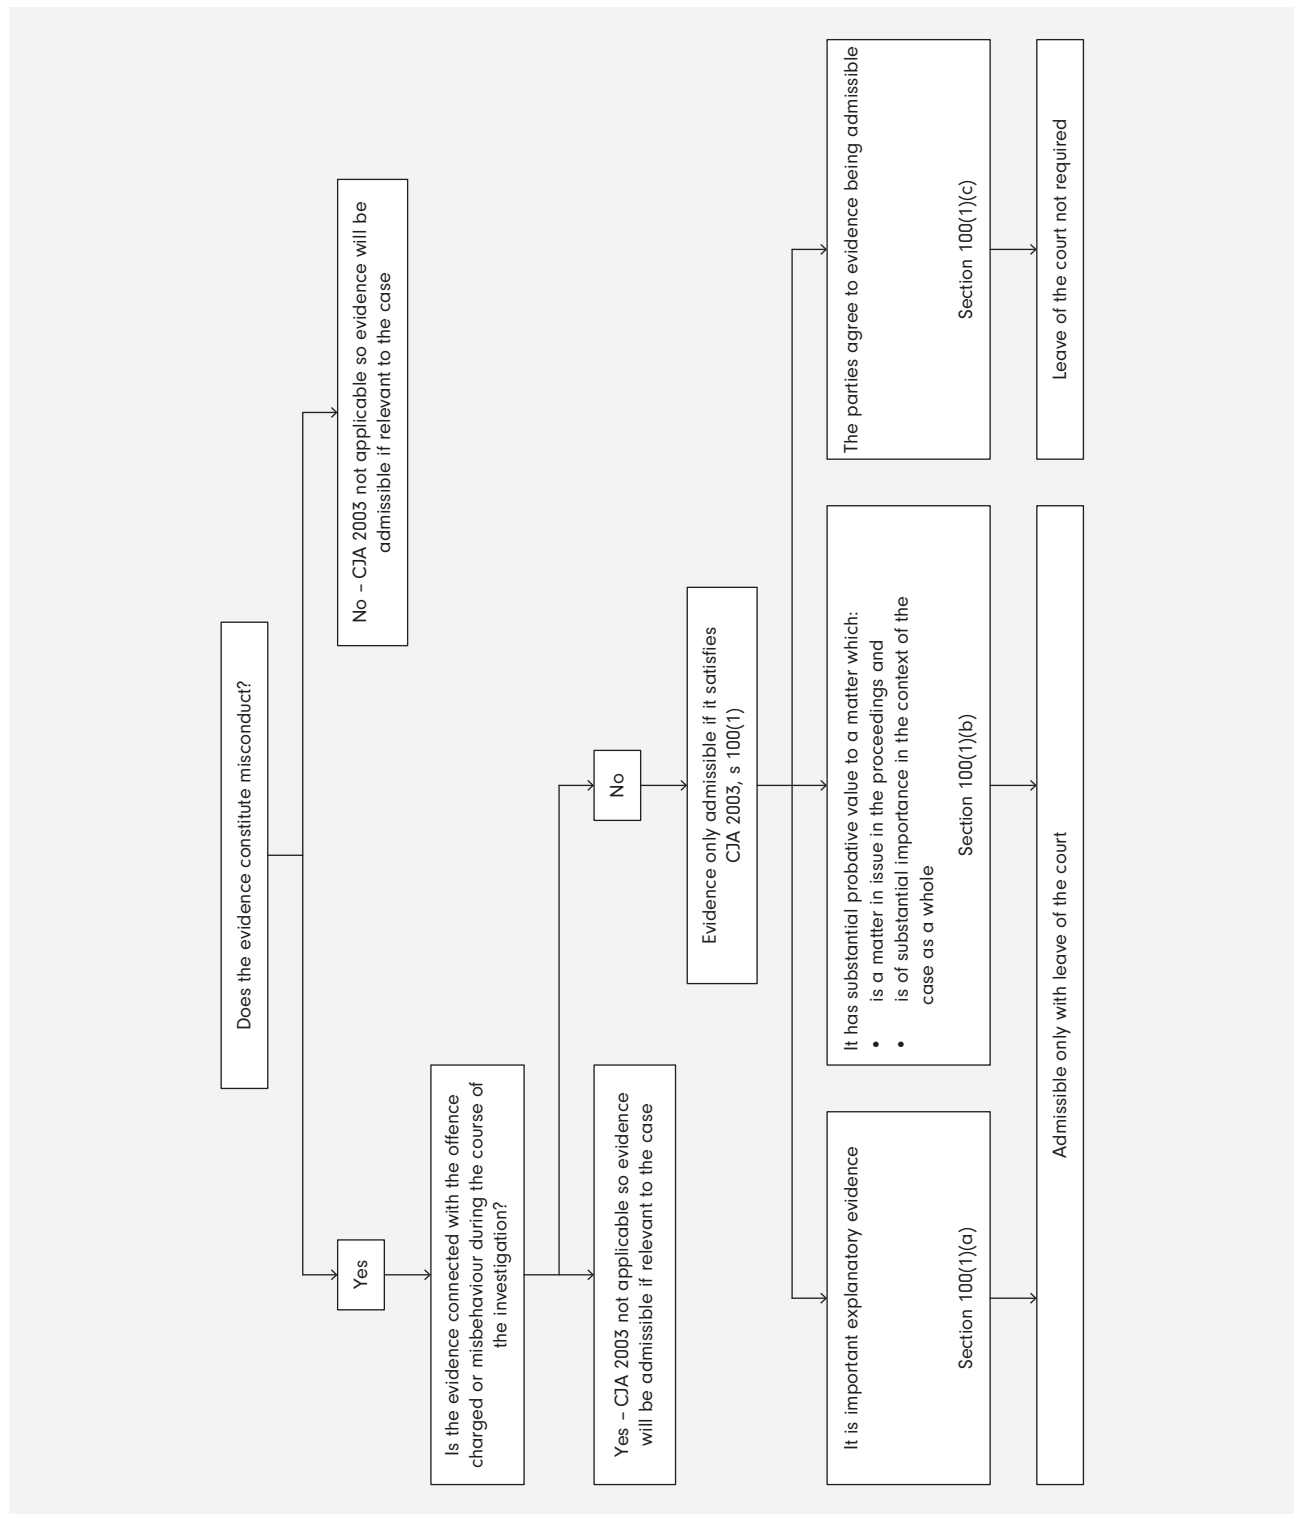 Does the evidence constitute misconduct?
Yes
No – CJA 2003 not applicable so evidence will be
admissible if relevant to the case
Is the evidence connected with the offence
charged or misbehaviour during the course of
the investigation?
Yes – CJA 2003 not applicable so evidence
will be admissible if relevant to the case
No
Evidence only admissible if it satisfies
CJA 2003, s 100(1)
It is important explanatory evidence
Section 100(1)(a)
It has substantial probative value to a matter which:
• is a matter in issue in the proceedings and
• is of substantial importance in the context of the
case as a whole
Section 100(1)(b)
The parties agree to evidence being admissible
Section 100(1)(c)
Admissible only with leave of the court
Leave of the court not required